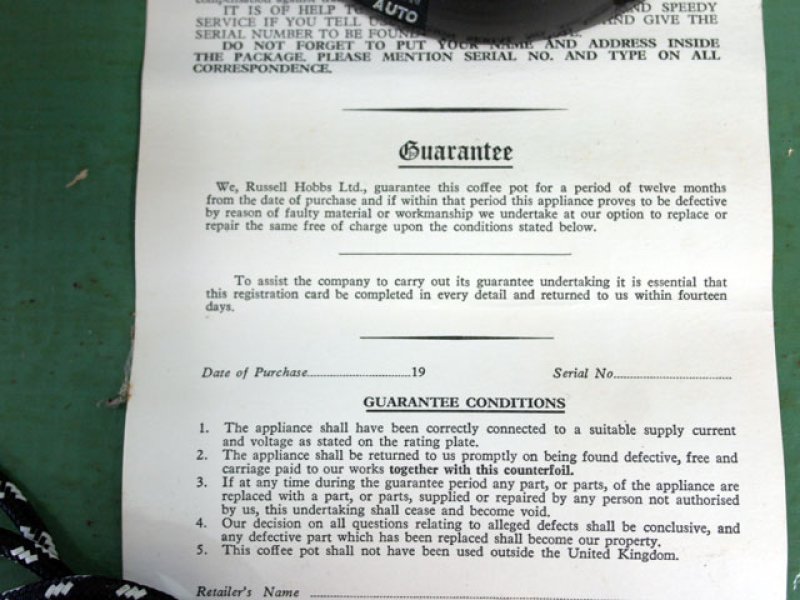 AUTO
IT IS OF HELP ND SPEEDY
SERVICE IF YOU TELL AND GIVE THE
SERIAL NUMBER TO BE FOUND
DO NOT FORGET TO PUT YOUR NAME AND ADDRESS INSIDE
THE PACKAGE. PLEASE MENTION SERIAL NO. AND TYPE ON ALL
CORRESPONDENCE.
Guarantee
We, Russell Hobbs Ltd., guarantee this coffee pot for a period of twelve months
from the date of purchase and if within that period this appliance proves to be defective
by reason of faulty material or workmanship we undertake at our option to replace or
repair the same free of charge upon the conditions stated below.
To assist the company to carry out its guarantee undertaking it is essential that
this registration card be completed in every detail and returned to us within fourteen
days.
Date of Purchase..............................19 Serial No..............................
GUARANTEE CONDITIONS
1. The appliance shall have been correctly connected to a suitable supply current
and voltage as stated on the rating plate.
2. The appliance shall be returned to us promptly on being found defective, free and
carriage paid to our works together with this counterfoil.
3. If at any time during the guarantee period any part, or parts, of the appliance are
replaced with a part, or parts, supplied or repaired by any person not authorised
by us, this undertaking shall cease and become void.
4. Our decision on all questions relating to alleged defects shall be conclusive, and
any defective part which has been replaced shall become our property.
5. This coffee pot shall not have been used outside the United Kingdom.
Retailer's Name ..............................